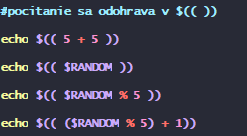 #pocitanie sa odohrava v $(( ))
echo $(( 5 + 5 ))
echo $(( $RANDOM ))
echo $(( $RANDOM % 5 ))
echo $(( ($RANDOM % 5) + 1))